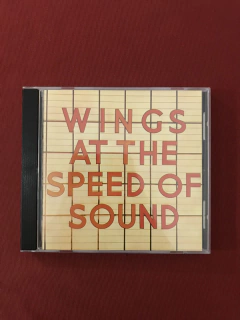 WINGS
AT THE
SPEED OF
SOUND